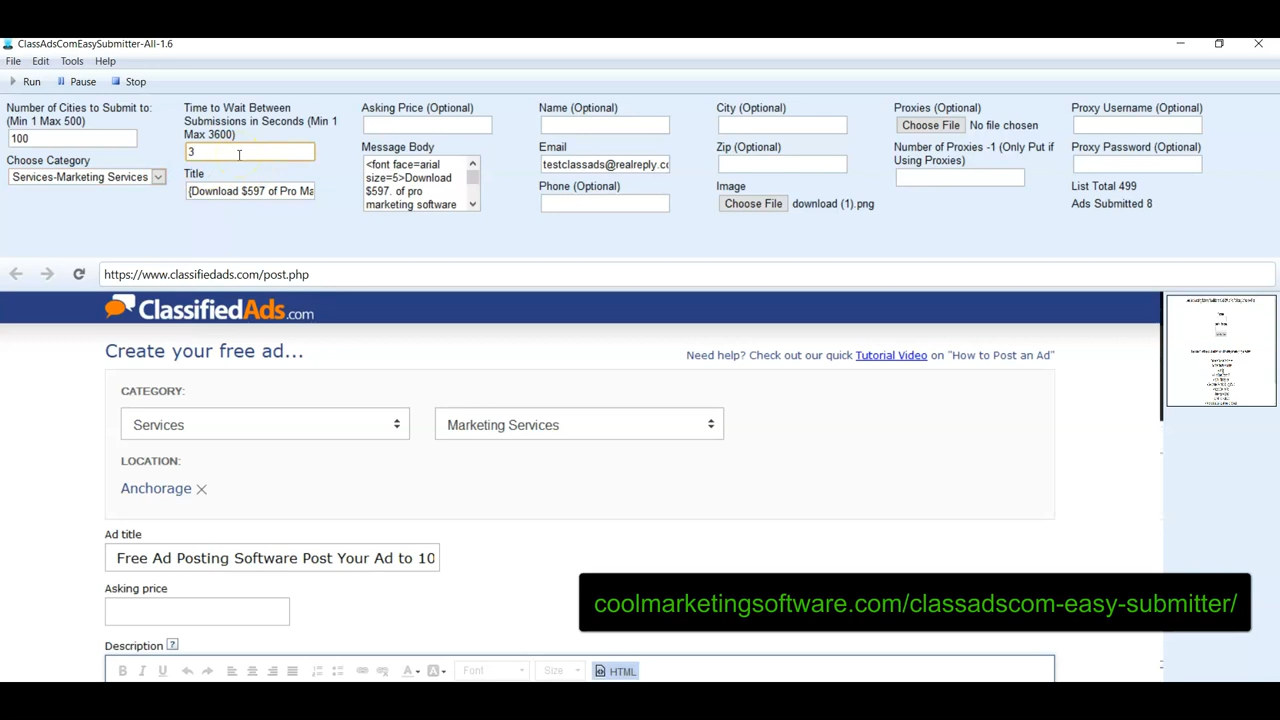 ClassAdsComEasySubmitter-All-1.6
File Edit Tools Help
Run Pause Stop
Number of Cities to Submit to:
(Min 1 Max 500)
100
Choose Category
Services-Marketing Services
Time to Wait Between
Submissions in Seconds (Min 1
Max 3600)
3
Title
{Download $597 of Pro Ma
Asking Price (Optional)
Message Body
<font face=arial
size=5>Download
$597. of pro
marketing software
Name (Optional)
Email
testclassads@realreply.cc
Phone (Optional)
City (Optional)
Zip (Optional)
Image
Choose File download (1).png
Proxies (Optional)
Choose File No file chosen
Number of Proxies -1 (Only Put if
Using Proxies)
Proxy Username (Optional)
Proxy Password (Optional)
List Total 499
Ads Submitted 8
https://www.classifiedads.com/post.php
ClassifiedAds.com
Create your free ad...
Need help? Check out our quick Tutorial Video on "How to Post an Ad"
CATEGORY:
Services
Marketing Services
LOCATION:
Anchorage
Ad title
Free Ad Posting Software Post Your Ad to 10
Asking price
coolmarketingsoftware.com/classadscom-easy-submitter/
Description ?
B I U A A Font Size HTML